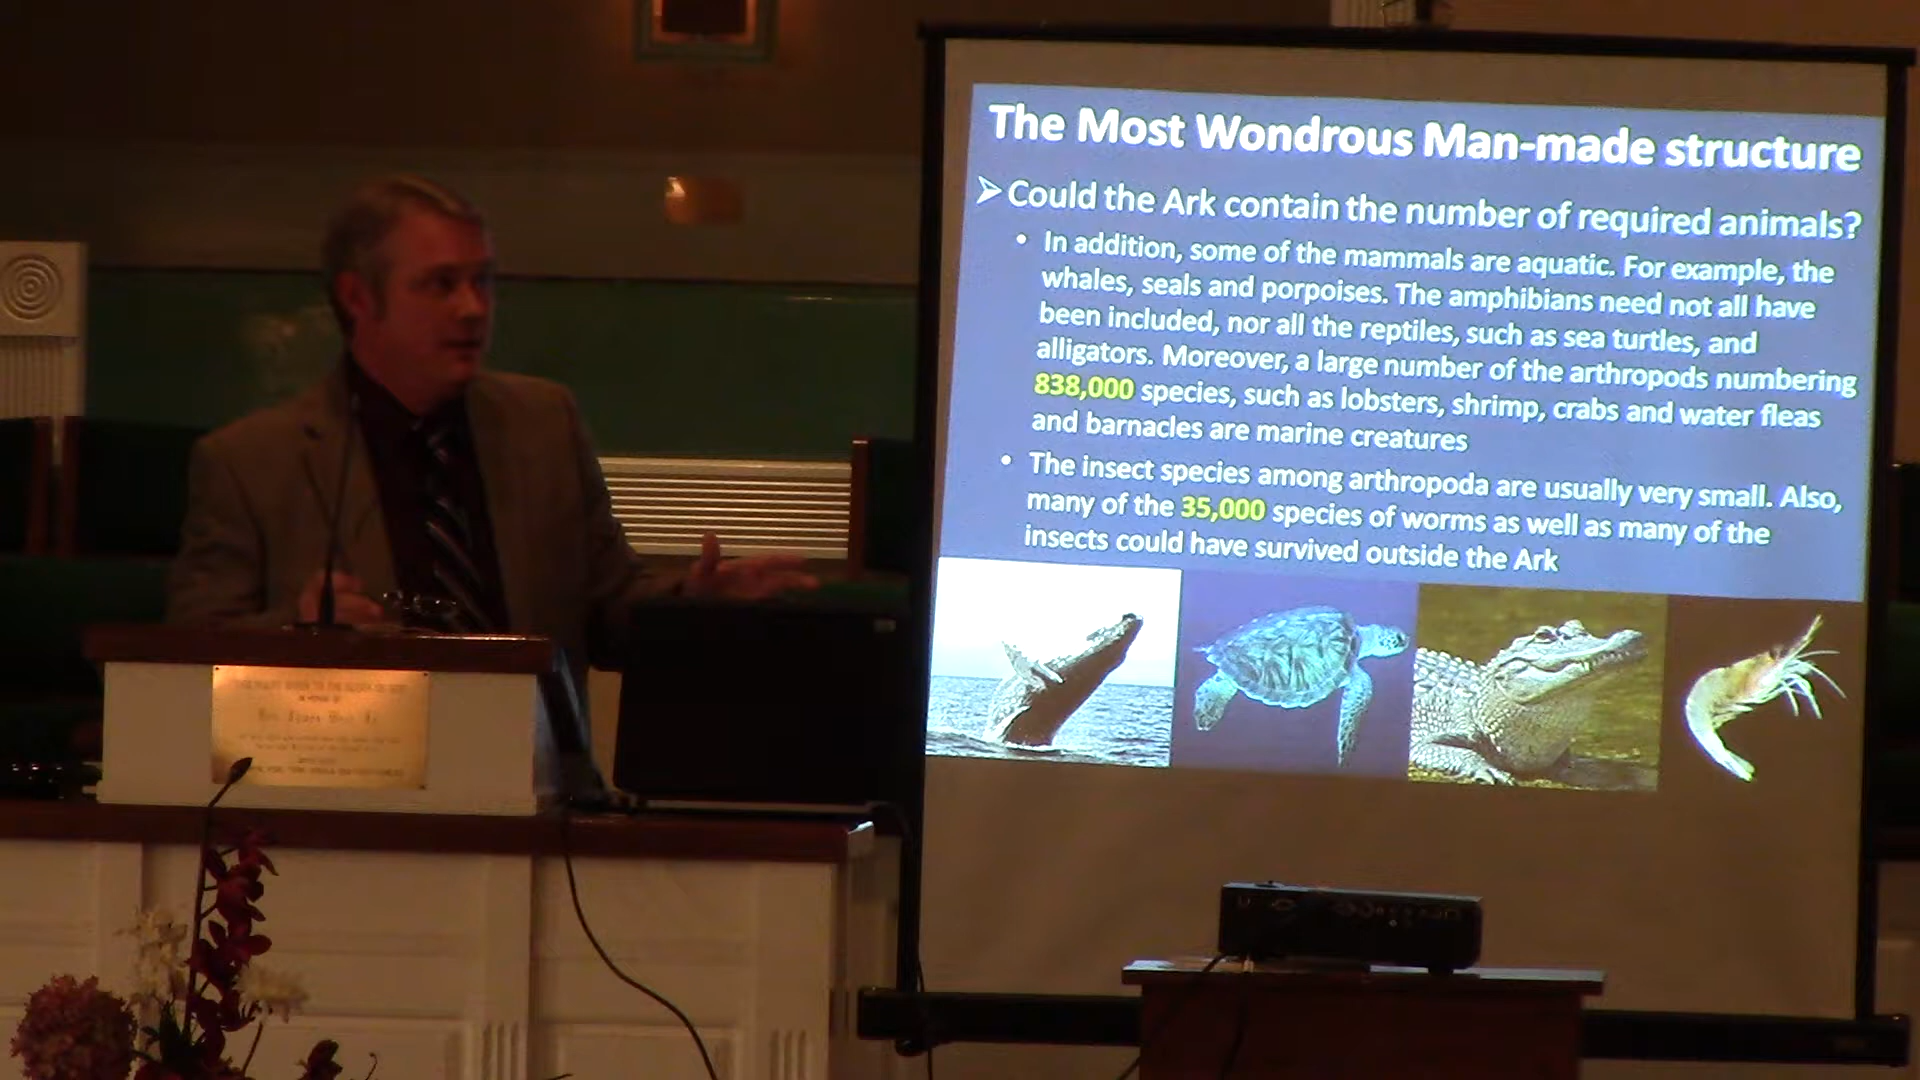 The Most Wondrous Man-made structure
Could the Ark contain the number of required animals?
• In addition, some of the mammals are aquatic. For example, the
whales, seals and porpoises. The amphibians need not all have
been included, nor all the reptiles, such as sea turtles, and
alligators. Moreover, a large number of the arthropods numbering
838,000 species, such as lobsters, shrimp, crabs and water fleas
and barnacles are marine creatures
• The insect species among arthropoda are usually very small. Also,
many of the 35,000 species of worms as well as many of the
insects could have survived outside the Ark